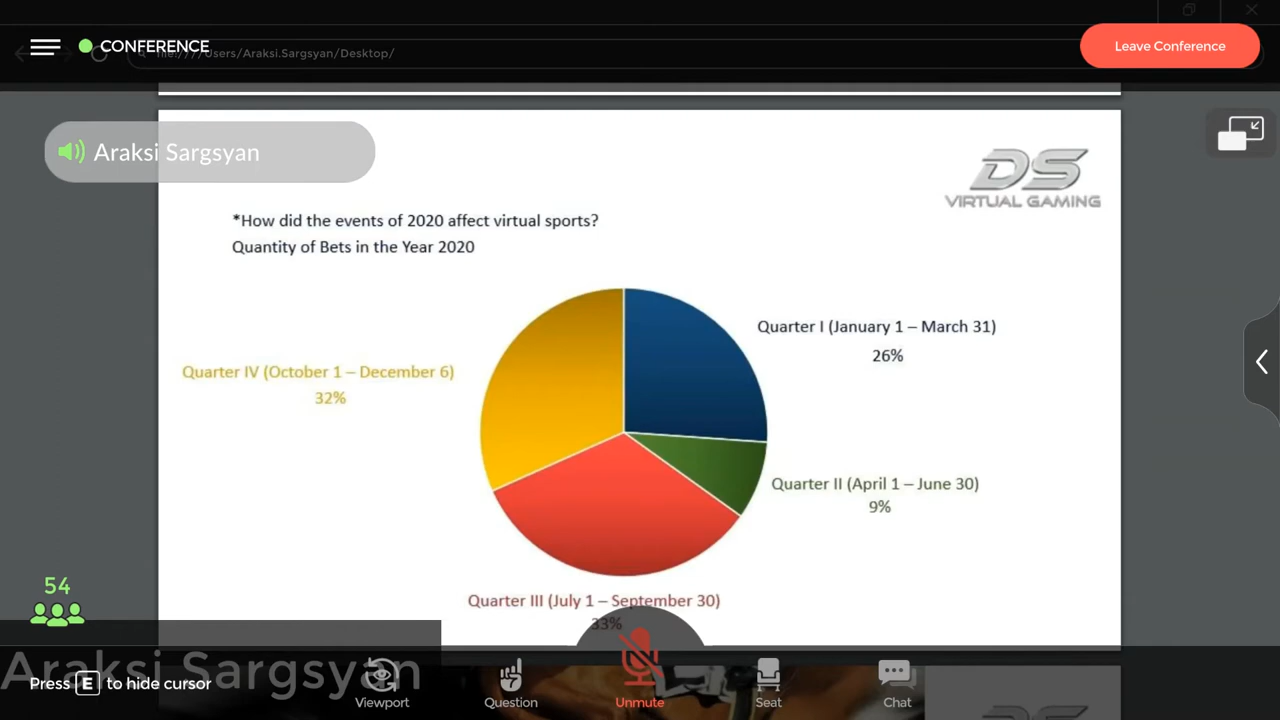 CONFERENCE
file:////Users/Araksi.Sargsyan/Desktop/
Leave Conference
Araksi Sargsyan
DS
VIRTUAL GAMING
*How did the events of 2020 affect virtual sports?
Quantity of Bets in the Year 2020
Quarter I (January 1 – March 31)
26%
Quarter IV (October 1 – December 6)
32%
Quarter II (April 1 – June 30)
9%
54
Quarter III (July 1 – September 30)
33%
Araksi Sargsyan
Press E to hide cursor
Viewport
Question
Unmute
Seat
Chat